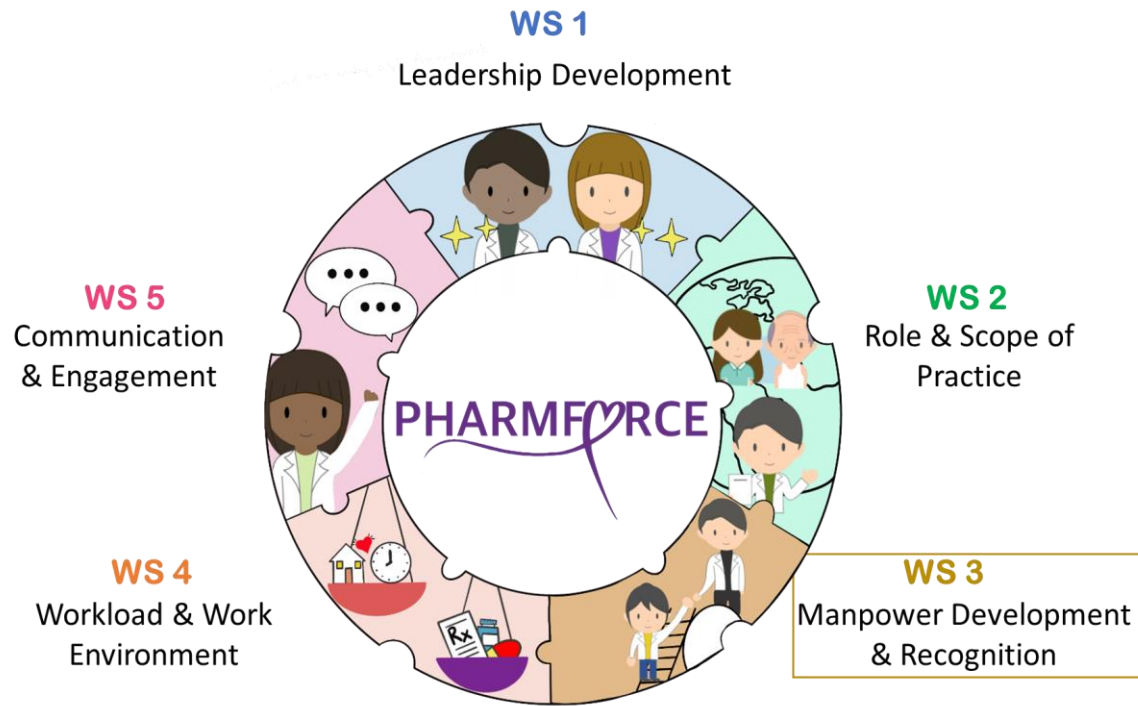 WS 1
Leadership Development
WS 5
Communication
& Engagement
WS 2
Role & Scope of
Practice
PHARMFORCE
WS 4
Workload & Work
Environment
Rx
WS 3
Manpower Development
& Recognition